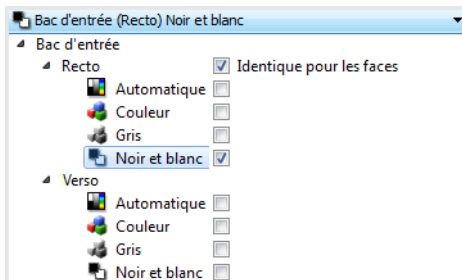 Bac d'entrée (Recto) Noir et blanc
Bac d'entrée
Recto Identique pour les faces
Automatique
Couleur
Gris
Noir et blanc
Verso
Automatique
Couleur
Gris
Noir et blanc